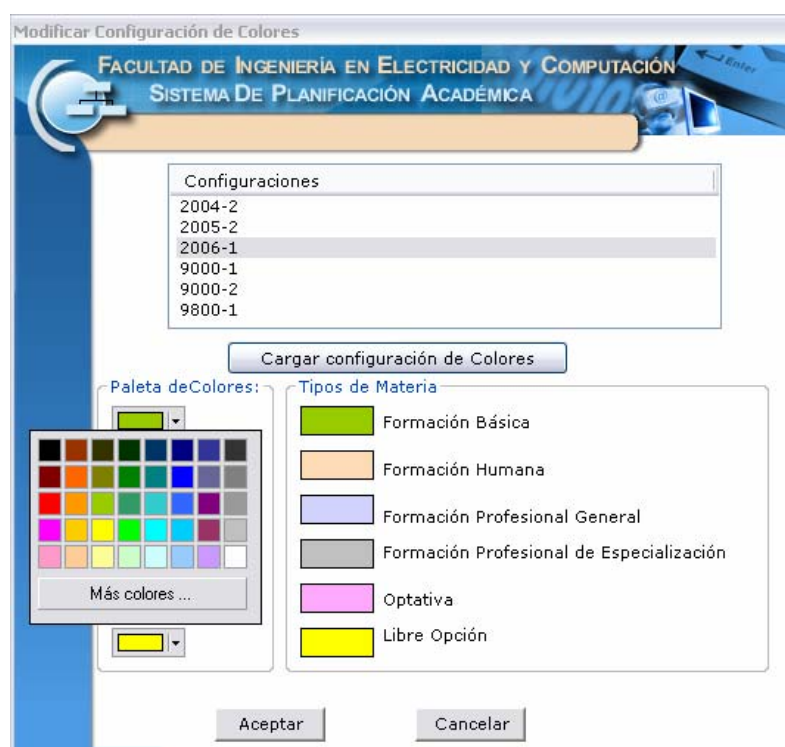 Modificar Configuración de Colores
FACULTAD DE INGENIERÍA EN ELECTRICIDAD Y COMPUTACIÓN
SISTEMA DE PLANIFICACIÓN ACADÉMICA
Enter
Configuraciones
2004-2
2005-2
2006-1
9000-1
9000-2
9800-1
Cargar configuración de Colores
Paleta deColores:
Tipos de Materia
Formación Básica
Formación Humana
Formación Profesional General
Formación Profesional de Especialización
Más colores ...
Optativa
Libre Opción
Aceptar
Cancelar